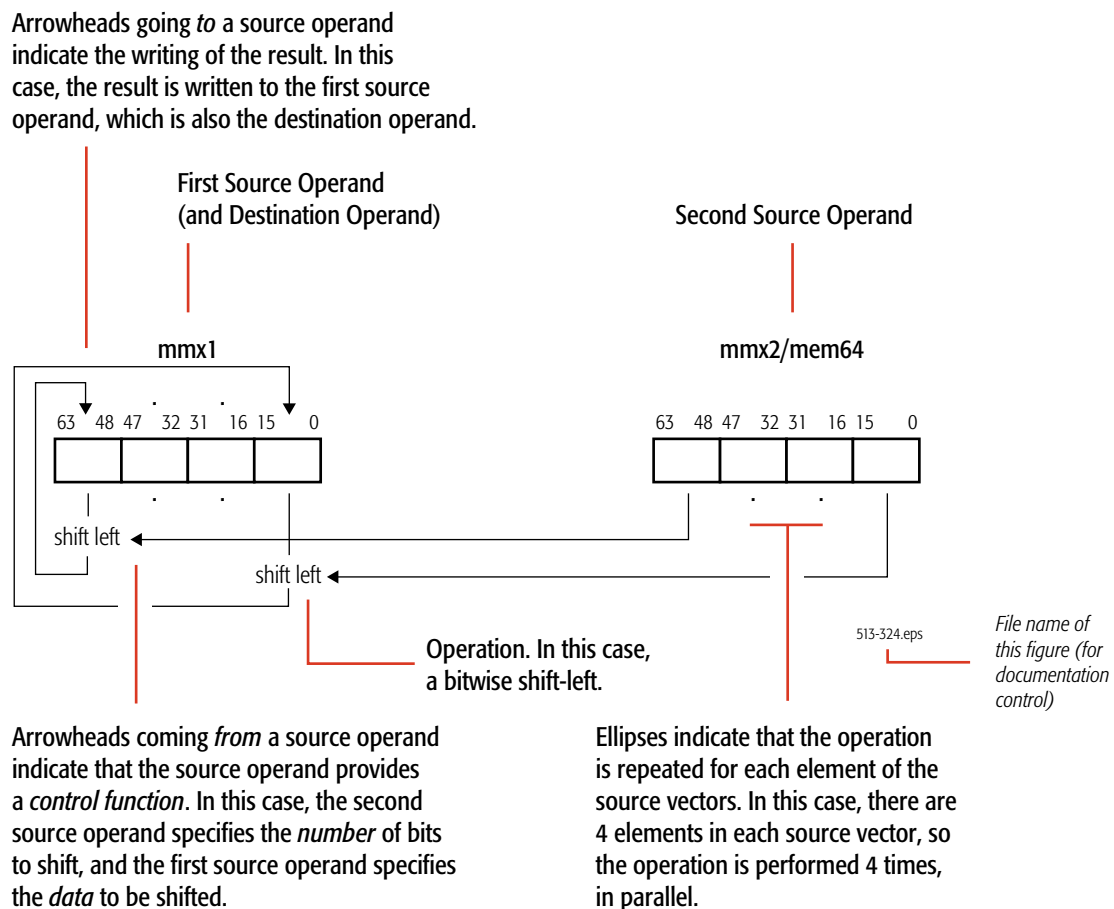 Arrowheads going to a source operand
indicate the writing of the result. In this
case, the result is written to the first source
operand, which is also the destination operand.
First Source Operand
(and Destination Operand)
Second Source Operand
mmx1
mmx2/mem64
. .
63 48 47 32 31 16 15 0
63 48 47 32 31 16 15 0
. .
. .
shift left
shift left
513-324.eps
File name of
this figure (for
documentation
control)
Operation. In this case,
a bitwise shift-left.
Arrowheads coming from a source operand
indicate that the source operand provides
a control function. In this case, the second
source operand specifies the number of bits
to shift, and the first source operand specifies
the data to be shifted.
Ellipses indicate that the operation
is repeated for each element of the
source vectors. In this case, there are
4 elements in each source vector, so
the operation is performed 4 times,
in parallel.